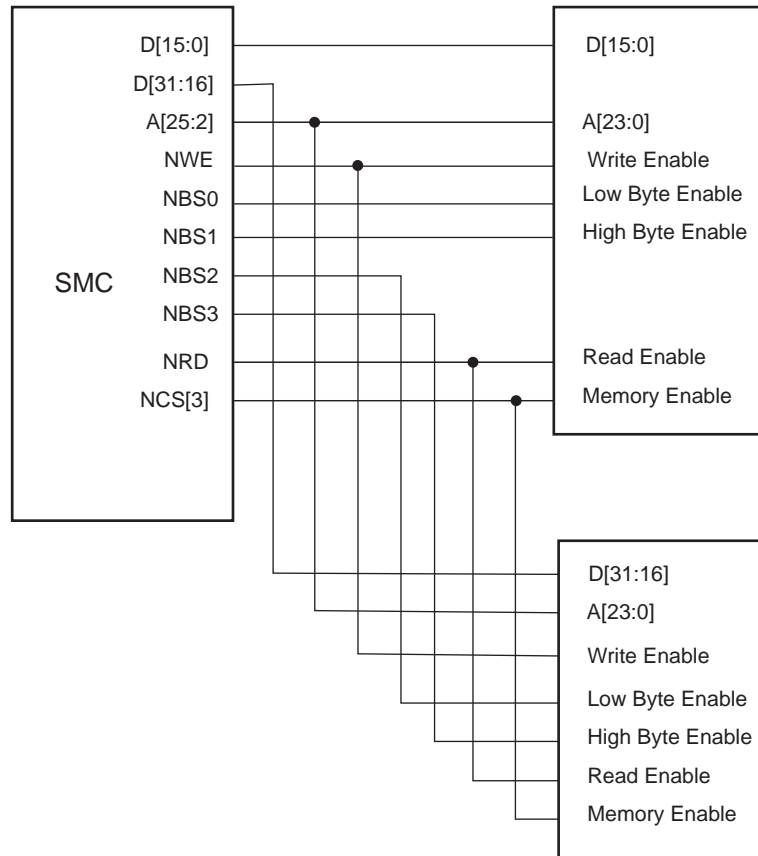 D[15:0]
D[31:16]
A[25:2]
NWE
NBS0
NBS1
NBS2
NBS3
NRD
NCS[3]
SMC
D[15:0]
A[23:0]
Write Enable
Low Byte Enable
High Byte Enable
Read Enable
Memory Enable
D[31:16]
A[23:0]
Write Enable
Low Byte Enable
High Byte Enable
Read Enable
Memory Enable